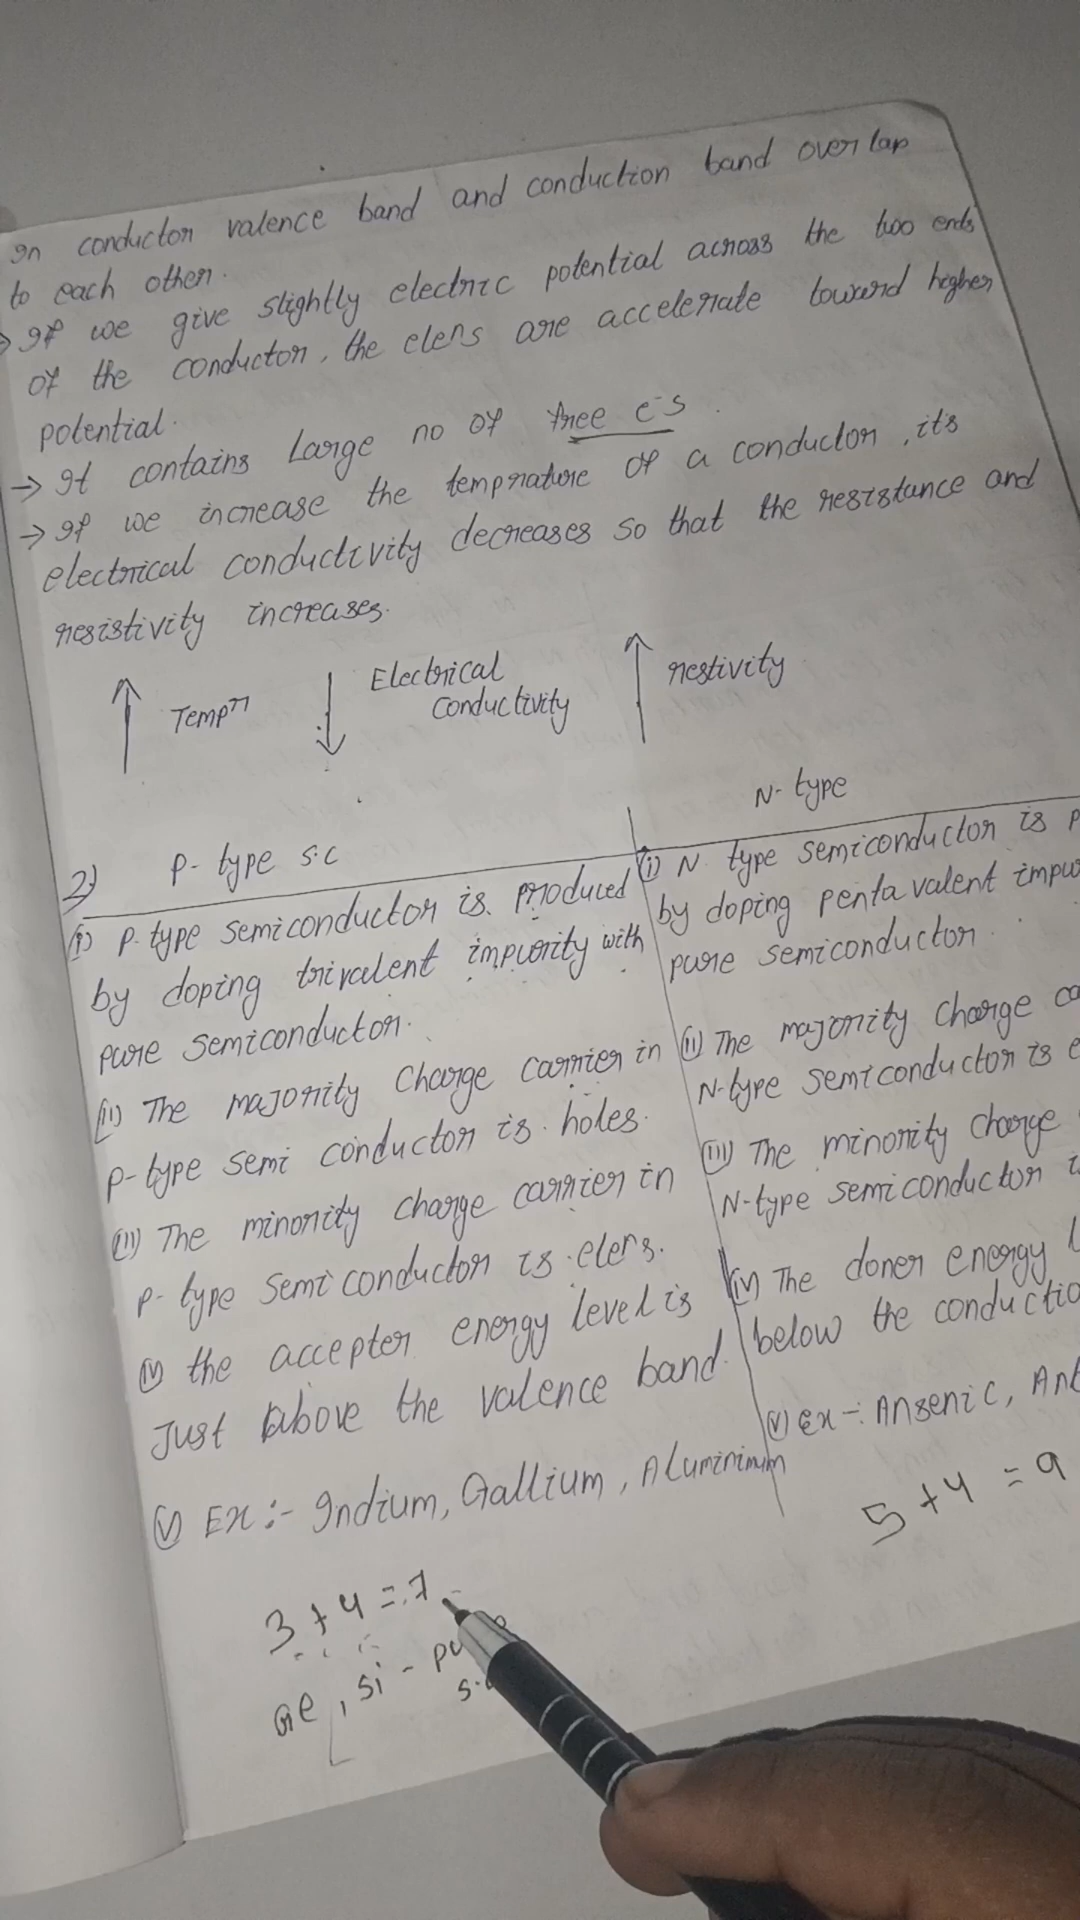 In conductor valence band and conduction band overlap
to each other.
If we give slightly electric potential across the two ends
of the conductor, the elens are accelerate toward higher
potential.
→ It contains Large no of free e-s.
→ If we increase the temprature of a conductor, its
electrical conductivity decreases so that the resistance and
resistivity increases.
↑ Tempr ↓ Electrical Conductivity ↑ restivity
2) P-type s.c
N-type
(i) P-type semiconductor is produced
by doping trivalent impurity with
pure semiconductor.
(ii) The majority charge carrier in
p-type semi conductor is holes.
(iii) The minority charge carrier in
p-type semi conductor is elens.
(iv) the accepter energy level is
Just above the valence band.
(v) Ex:- Indium, Gallium, Aluminimum
3 + 4 = 7
Ge, si -
(i) N type semiconductor is
by doping pentavalent
pure semiconductor.
(ii) The majority charge
N-type semiconductor is
(iii) The minority charge
N-type semiconductor
(iv) The doner energy
below the
(v) Ex-: Arsenic,
5 + 4 = 9